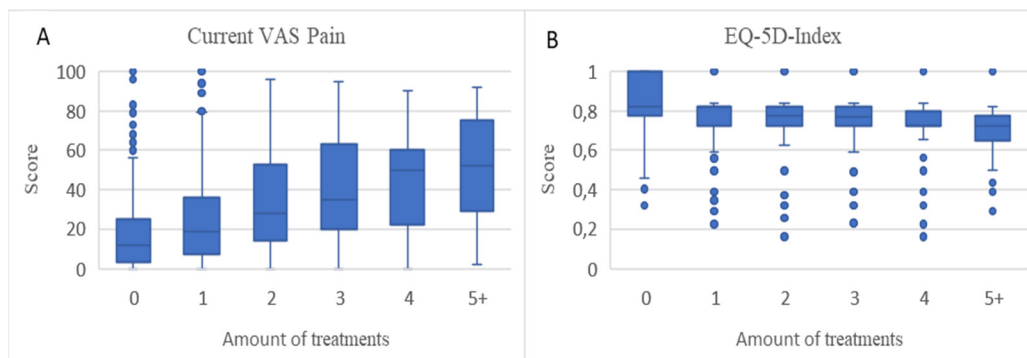 A
Current VAS Pain
100
80
60
40
20
0
Score
0 1 2 3 4 5+
Amount of treatments
B
EQ-5D-Index
1
0,8
0,6
0,4
0,2
0
Score
0 1 2 3 4 5+
Amount of treatments